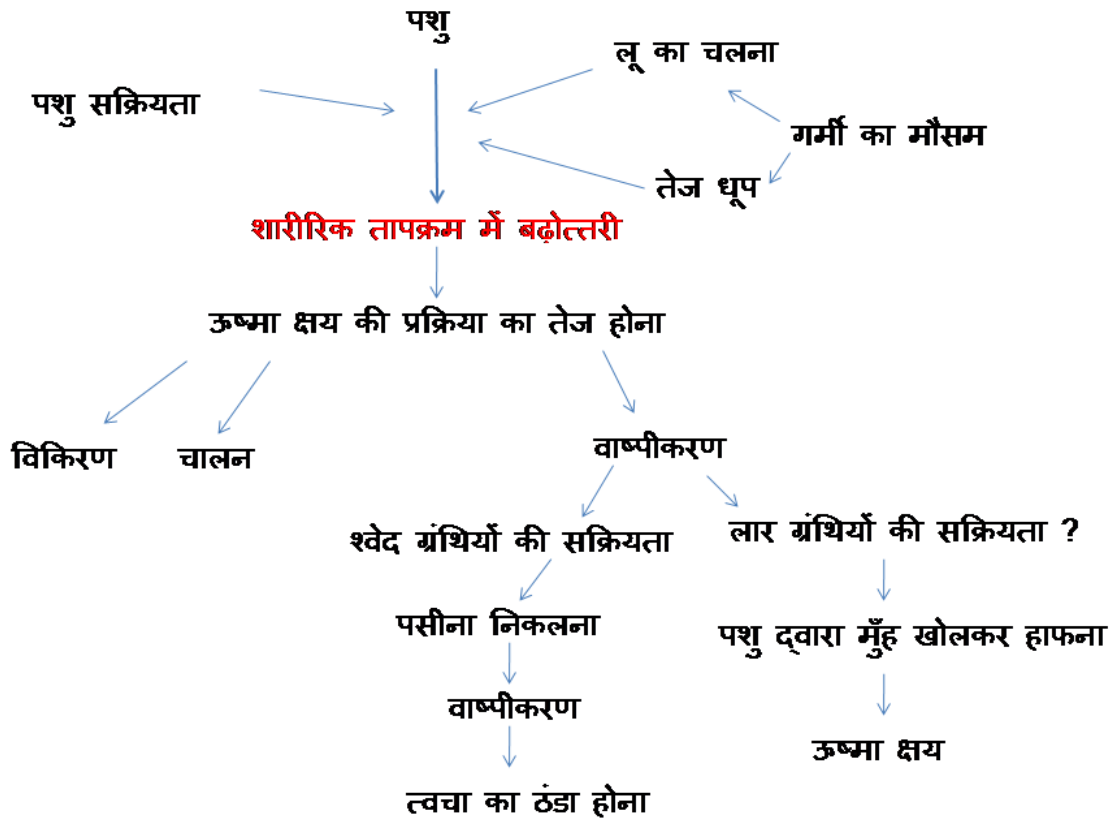 पशु
लू का चलना
पशु सक्रियता
गर्मी का मौसम
तेज धूप
शारीरिक तापक्रम में बढ़ोत्तरी
ऊष्मा क्षय की प्रक्रिया का तेज होना
विकिरण
चालन
वाष्पीकरण
श्वेद ग्रंथियों की सक्रियता
लार ग्रंथियों की सक्रियता ?
पसीना निकलना
पशु द्वारा मुँह खोलकर हाफना
वाष्पीकरण
ऊष्मा क्षय
त्वचा का ठंडा होना